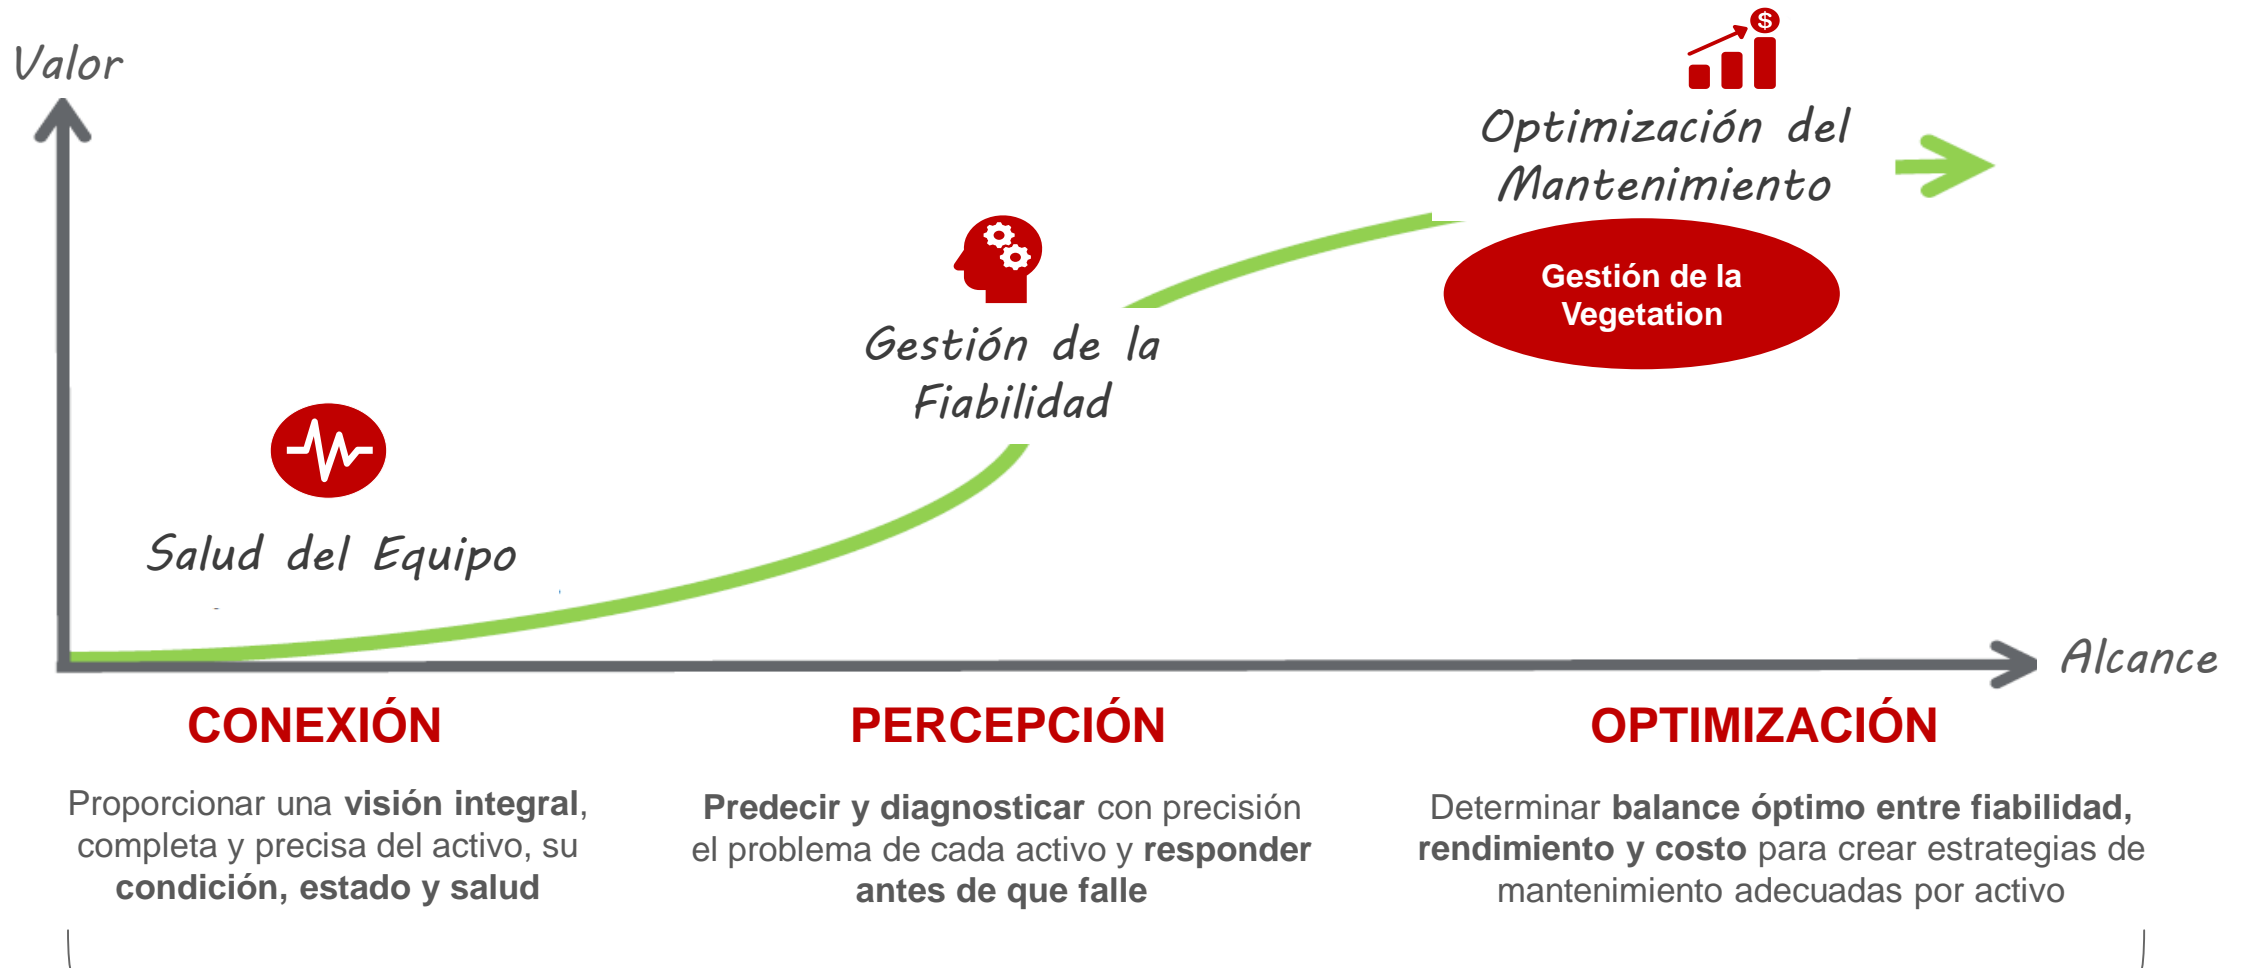 Valor
$
Optimización del
Mantenimiento
Gestión de la
Vegetation
Gestión de la
Fiabilidad
Salud del Equipo
Alcance
CONEXIÓN
Proporcionar una visión integral,
completa y precisa del activo, su
condición, estado y salud
PERCEPCIÓN
Predecir y diagnosticar con precisión
el problema de cada activo y responder
antes de que falle
OPTIMIZACIÓN
Determinar balance óptimo entre fiabilidad,
rendimiento y costo para crear estrategias de
mantenimiento adecuadas por activo